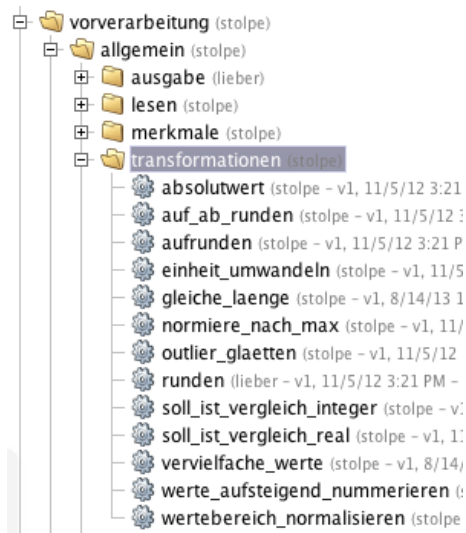 vorverarbeitung (stolpe)
allgemein (stolpe)
ausgabe (lieber)
lesen (stolpe)
merkmale (stolpe)
transformationen (stolpe)
absolutwert (stolpe – v1, 11/5/12 3:21
auf_ab_runden (stolpe – v1, 11/5/12 3
aufrunden (stolpe – v1, 11/5/12 3:21 P
einheit_umwandeln (stolpe – v1, 11/5
gleiche_laenge (stolpe – v1, 8/14/13 1
normiere_nach_max (stolpe – v1, 11/
outlier_glaetten (stolpe – v1, 11/5/12
runden (lieber – v1, 11/5/12 3:21 PM –
soll_ist_vergleich_integer (stolpe – v1
soll_ist_vergleich_real (stolpe – v1, 11
vervielfache_werte (stolpe – v1, 8/14/
werte_aufsteigend_nummerieren (s
wertebereich_normalisieren (stolpe